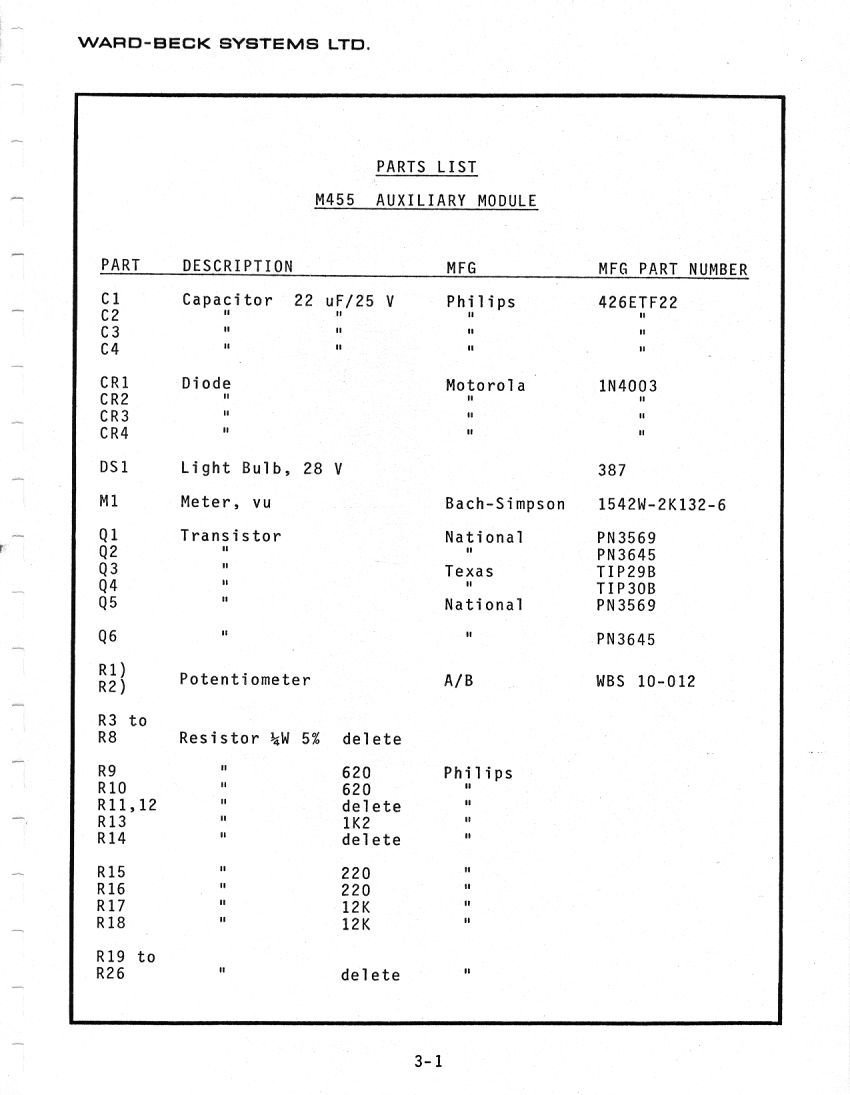 WARD-BECK SYSTEMS LTD.
PARTS LIST
M455 AUXILIARY MODULE
PART DESCRIPTION MFG MFG PART NUMBER
C1 Capacitor 22 uF/25 V Philips 426ETF22
C2 " " " "
C3 " " " "
C4 " " " "
CR1 Diode Motorola 1N4003
CR2 " " "
CR3 " " "
CR4 " " "
DS1 Light Bulb, 28 V 387
M1 Meter, vu Bach-Simpson 1542W-2K132-6
Q1 Transistor National PN3569
Q2 " " PN3645
Q3 " Texas TIP29B
Q4 " " TIP30B
Q5 " National PN3569
Q6 " " PN3645
R1)
R2) Potentiometer A/B WBS 10-012
R3 to
R8 Resistor ¼W 5% delete
R9 " 620 Philips
R10 " 620 "
R11,12 " delete "
R13 " 1K2 "
R14 " delete "
R15 " 220 "
R16 " 220 "
R17 " 12K "
R18 " 12K "
R19 to
R26 " delete "
3-1